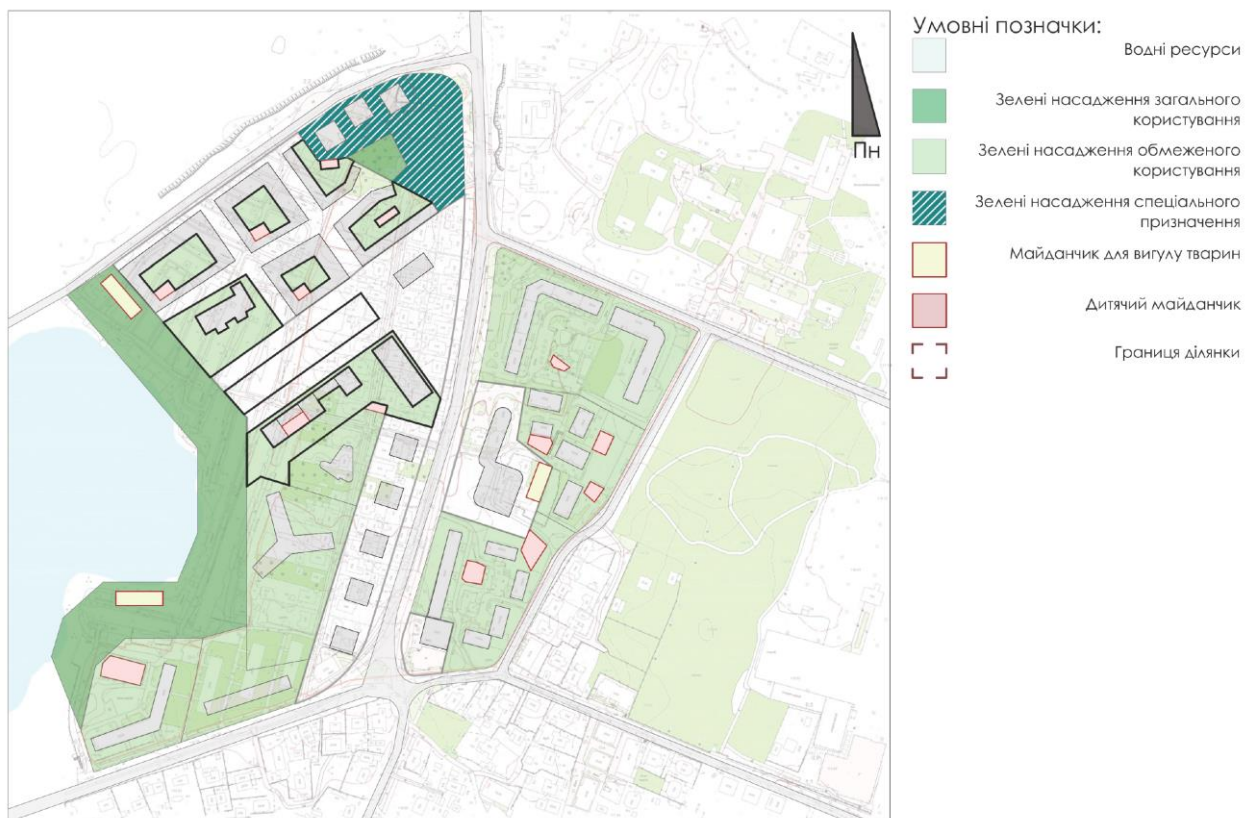 Умовні позначки:
Водні ресурси
Зелені насадження загального
користування
Зелені насадження обмеженого
користування
Зелені насадження спеціального
призначення
Майданчик для вигулу тварин
Дитячий майданчик
Границя ділянки
Пн